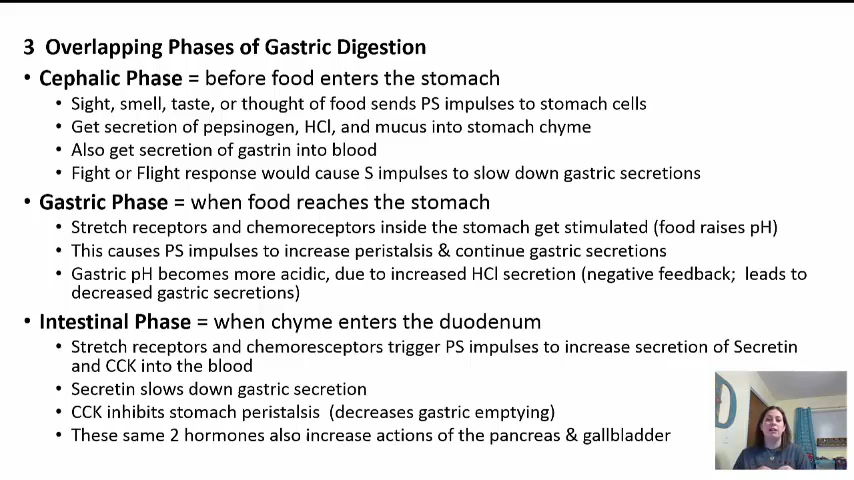 3 Overlapping Phases of Gastric Digestion
• Cephalic Phase = before food enters the stomach
• Sight, smell, taste, or thought of food sends PS impulses to stomach cells
• Get secretion of pepsinogen, HCl, and mucus into stomach chyme
• Also get secretion of gastrin into blood
• Fight or Flight response would cause S impulses to slow down gastric secretions
• Gastric Phase = when food reaches the stomach
• Stretch receptors and chemoreceptors inside the stomach get stimulated (food raises pH)
• This causes PS impulses to increase peristalsis & continue gastric secretions
• Gastric pH becomes more acidic, due to increased HCl secretion (negative feedback; leads to
decreased gastric secretions)
• Intestinal Phase = when chyme enters the duodenum
• Stretch receptors and chemoresceptors trigger PS impulses to increase secretion of Secretin
and CCK into the blood
• Secretin slows down gastric secretion
• CCK inhibits stomach peristalsis (decreases gastric emptying)
• These same 2 hormones also increase actions of the pancreas & gallbladder